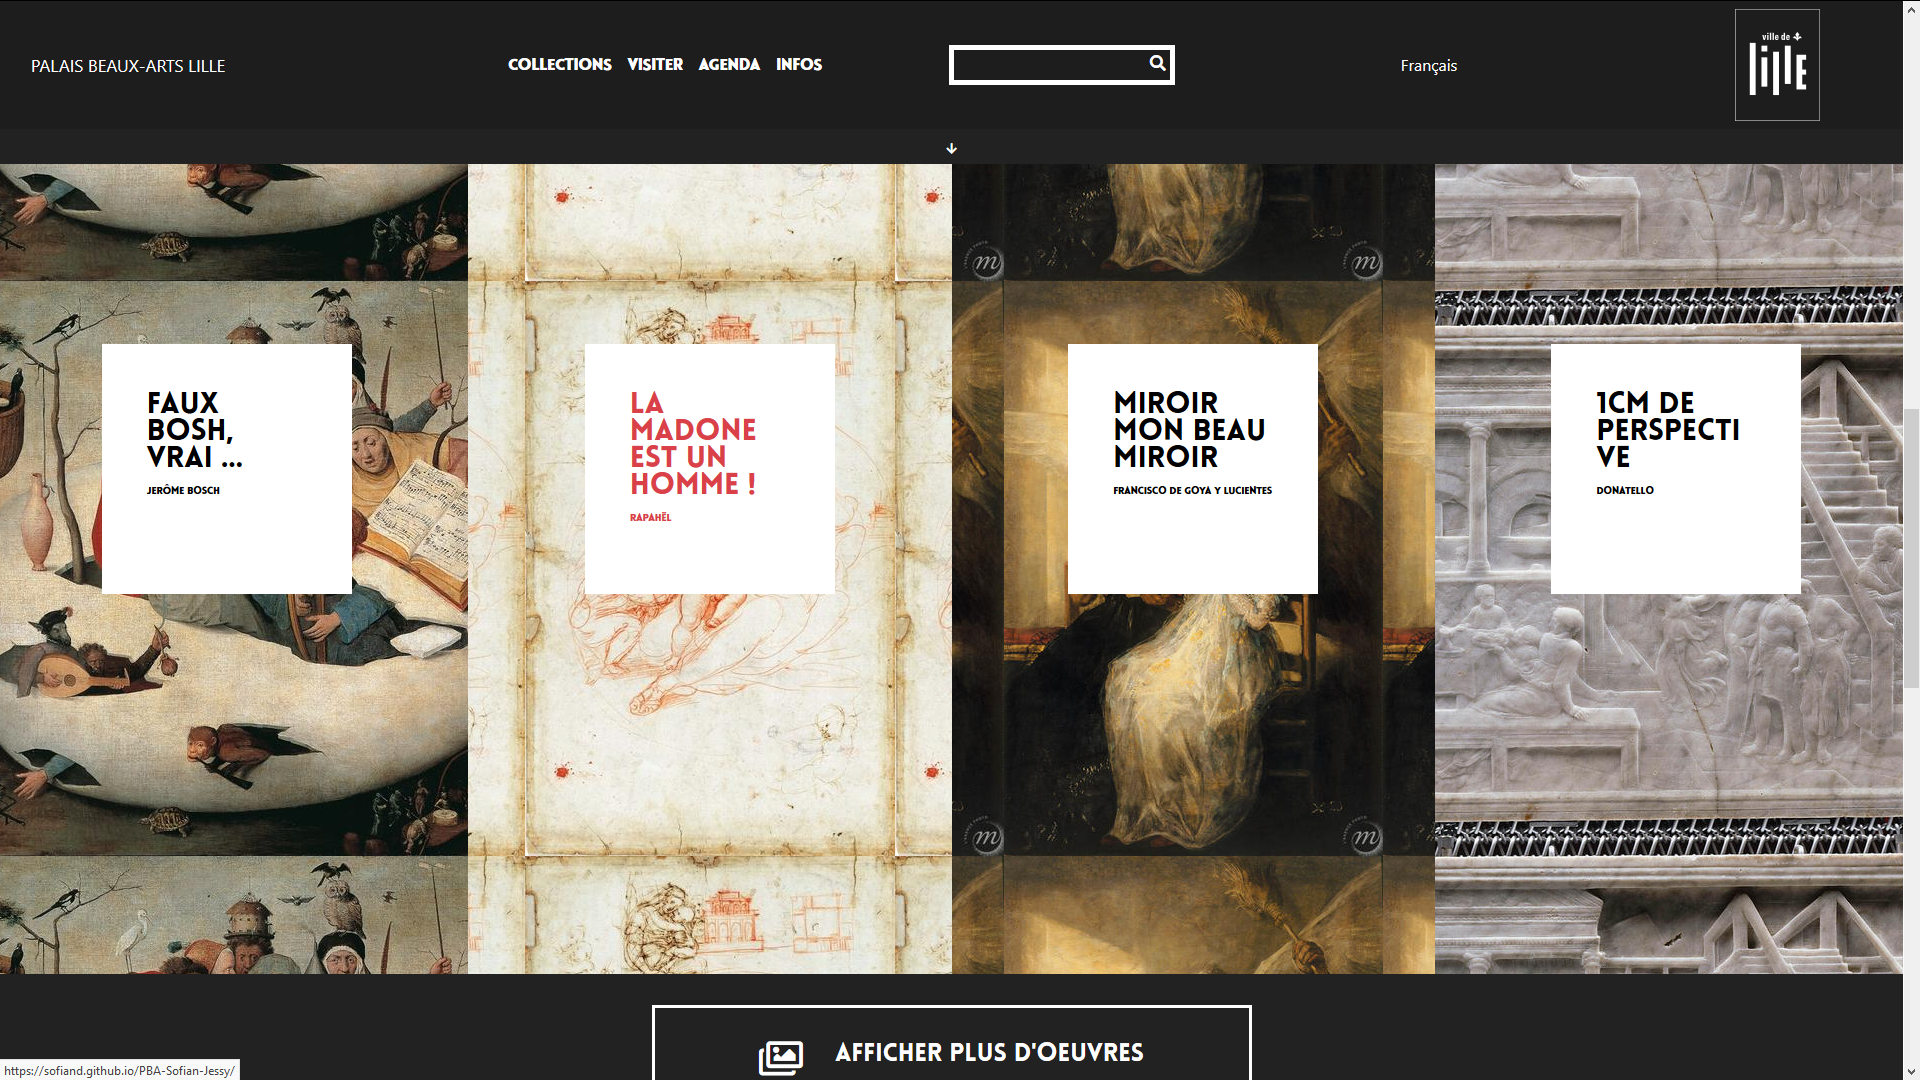 PALAIS BEAUX-ARTS LILLE
COLLECTIONS VISITER AGENDA INFOS
Français
ville de
lillE
FAUX
BOSH,
VRAI ...
JERÔME BOSCH
LA
MADONE
EST UN
HOMME !
RAPAHËL
MIROIR
MON BEAU
MIROIR
FRANCISCO DE GOYA Y LUCIENTES
1CM DE
PERSPECTI
VE
DONATELLO
AFFICHER PLUS D'OEUVRES
https://sofiand.github.io/PBA-Sofian-Jessy/